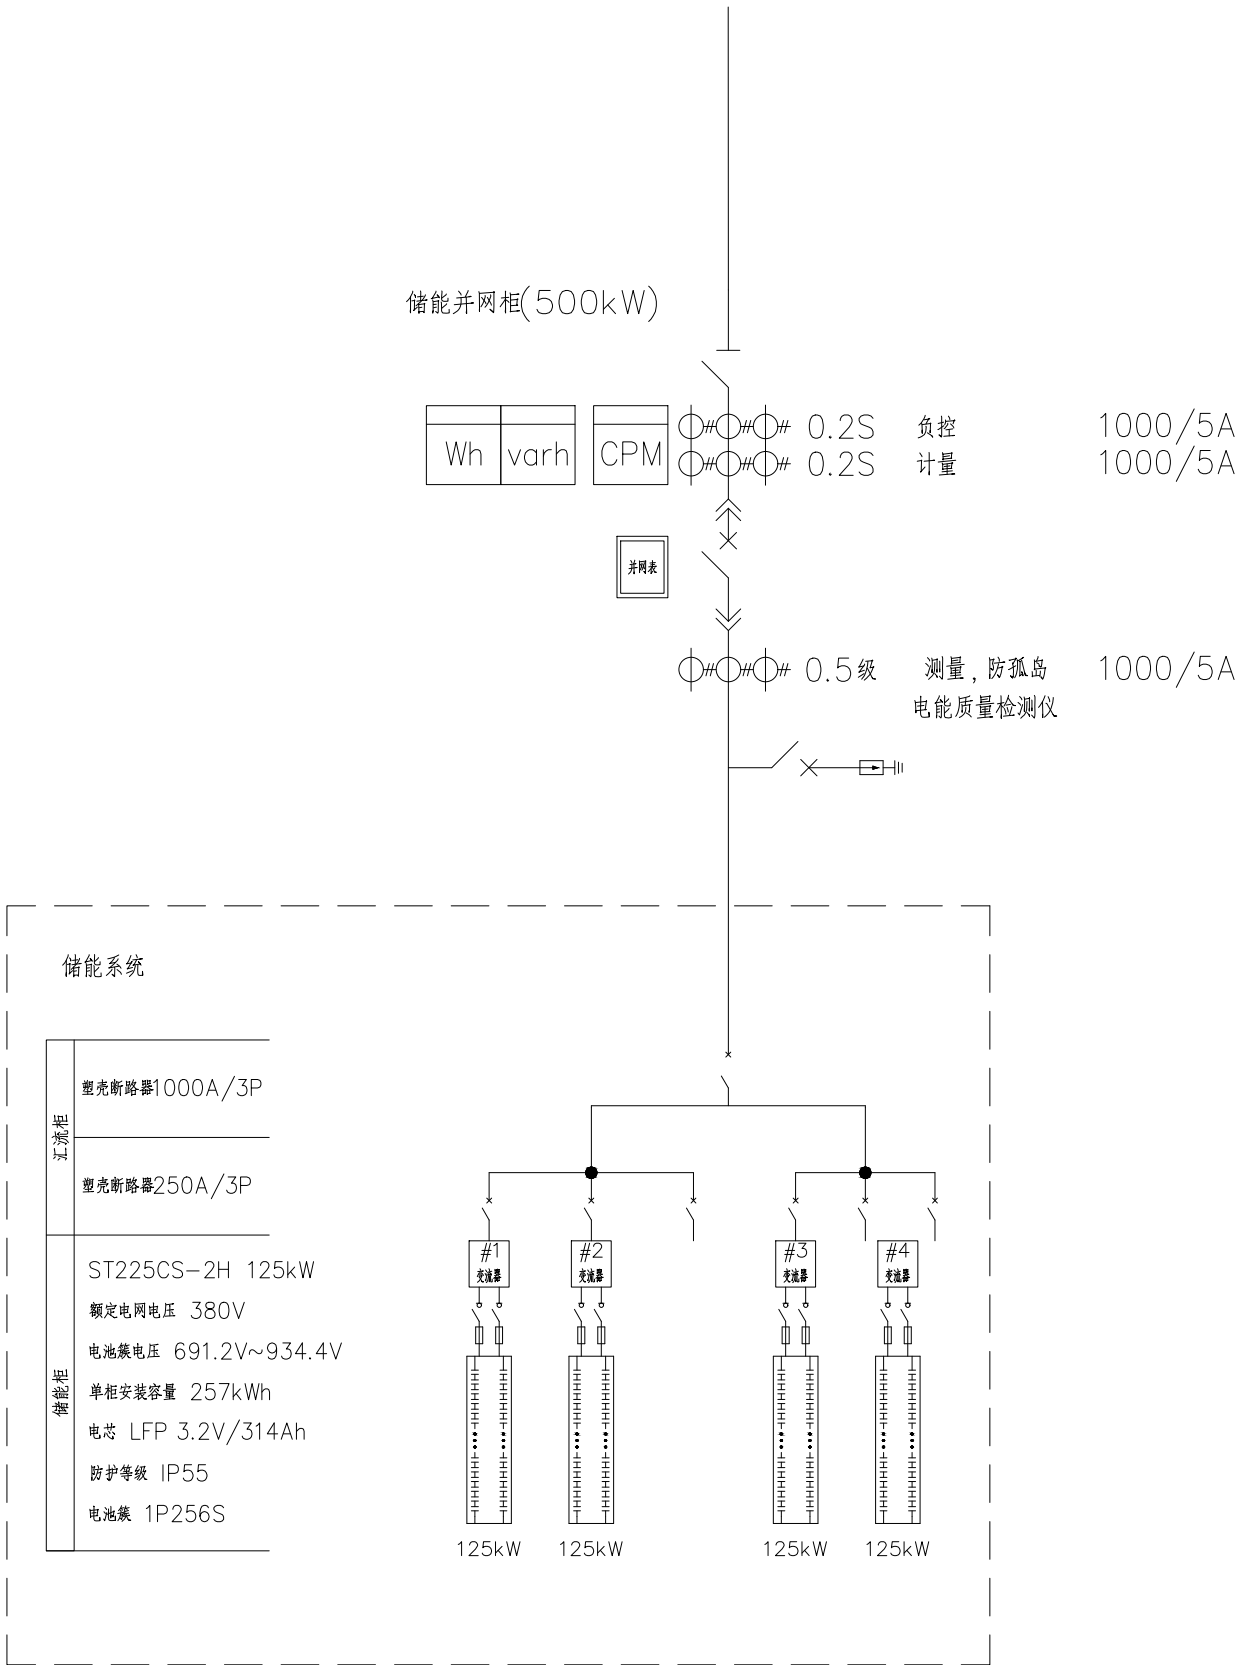 储能并网柜(500kW)
Wh varh CPM 0.2S 负控 1000/5A
0.2S 计量 1000/5A
并网表
0.5级 测量,防孤岛 1000/5A
电能质量检测仪
储能系统
汇流柜
塑壳断路器1000A/3P
塑壳断路器250A/3P
储能柜
ST225CS-2H 125kW
额定电网电压 380V
电池簇电压 691.2V~934.4V
单柜安装容量 257kWh
电芯 LFP 3.2V/314Ah
防护等级 IP55
电池簇 1P256S
#1 #2 #3 #4
变流器 变流器 变流器 变流器
125kW 125kW 125kW 125kW